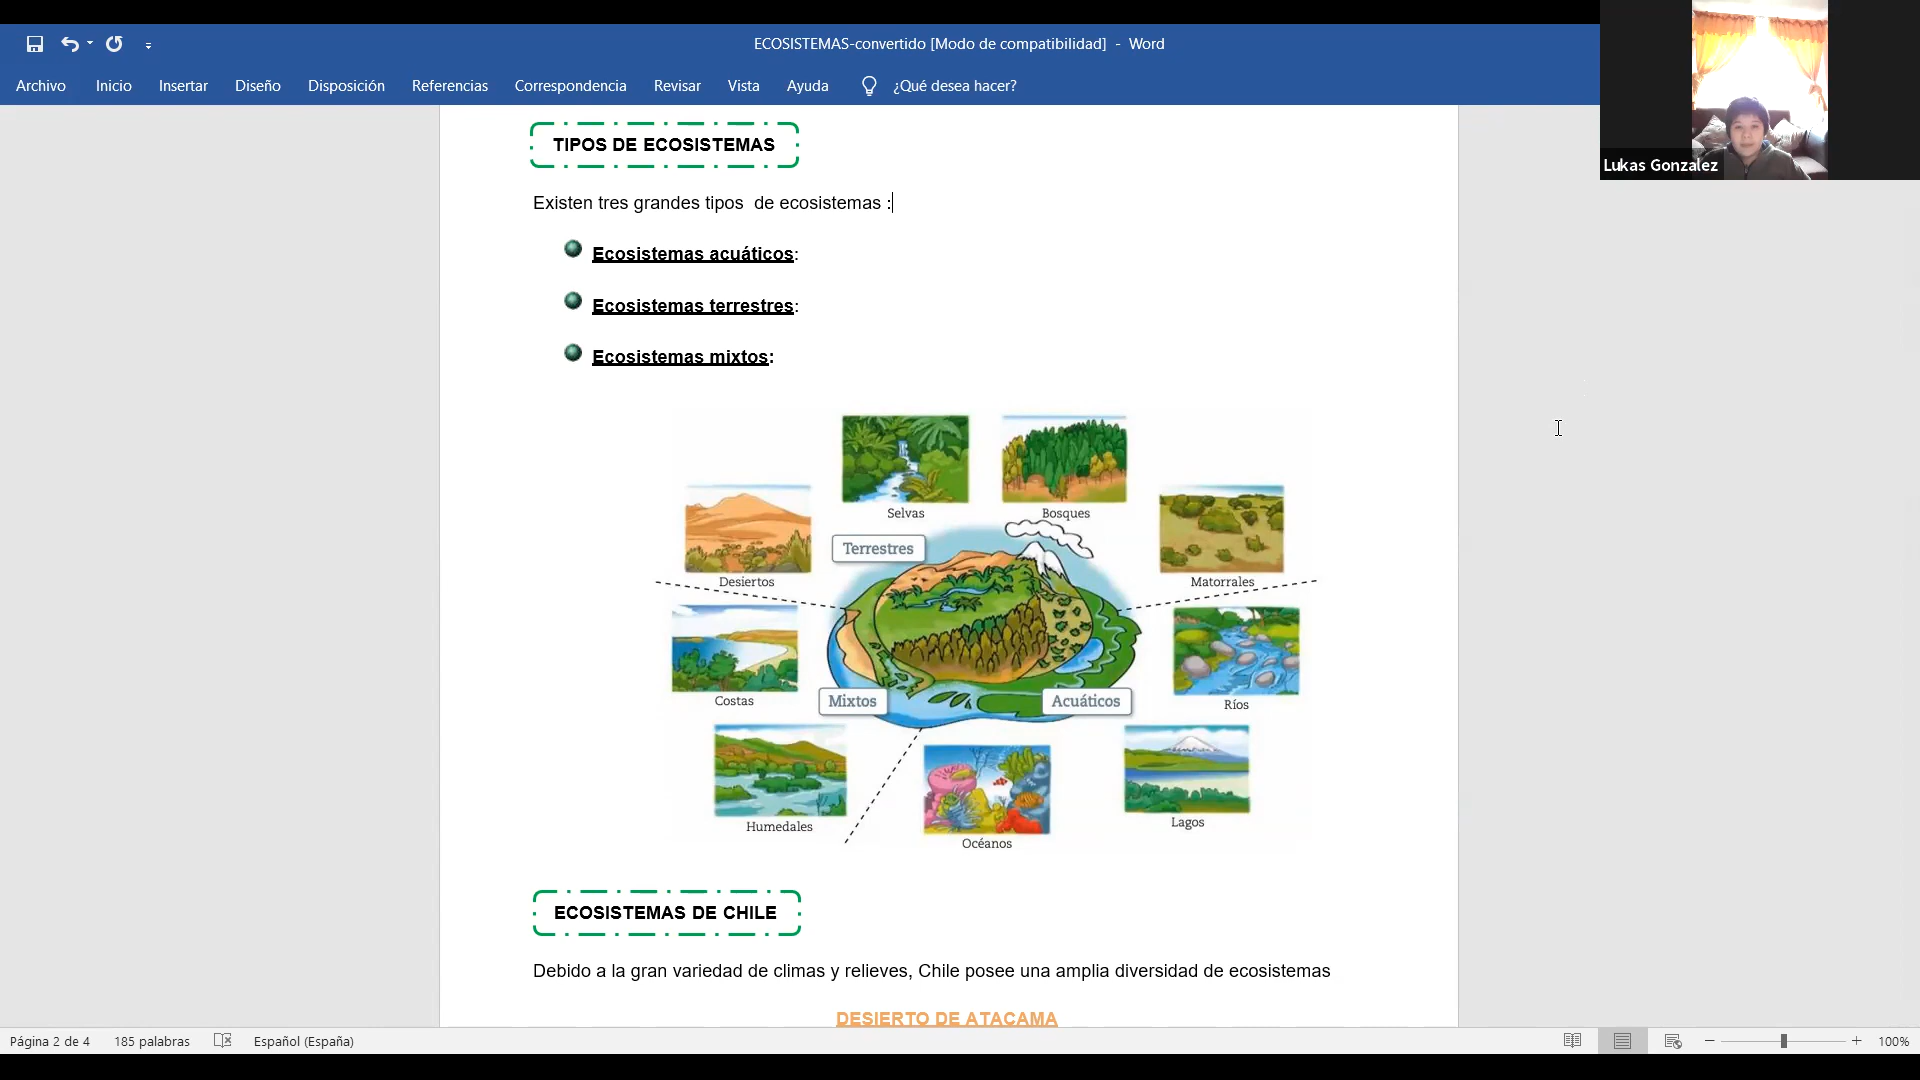 ECOSISTEMAS-convertido [Modo de compatibilidad] - Word
Archivo Inicio Insertar Diseño Disposición Referencias Correspondencia Revisar Vista Ayuda ¿Qué desea hacer?
Lukas Gonzalez
TIPOS DE ECOSISTEMAS
Existen tres grandes tipos  de ecosistemas :
Ecosistemas acuáticos:
Ecosistemas terrestres:
Ecosistemas mixtos:
Selvas
Bosques
Terrestres
Desiertos
Matorrales
Costas
Mixtos
Acuáticos
Ríos
Humedales
Océanos
Lagos
ECOSISTEMAS DE CHILE
Debido a la gran variedad de climas y relieves, Chile posee una amplia diversidad de ecosistemas
DESIERTO DE ATACAMA
Página 2 de 4 185 palabras Español (España) 100%